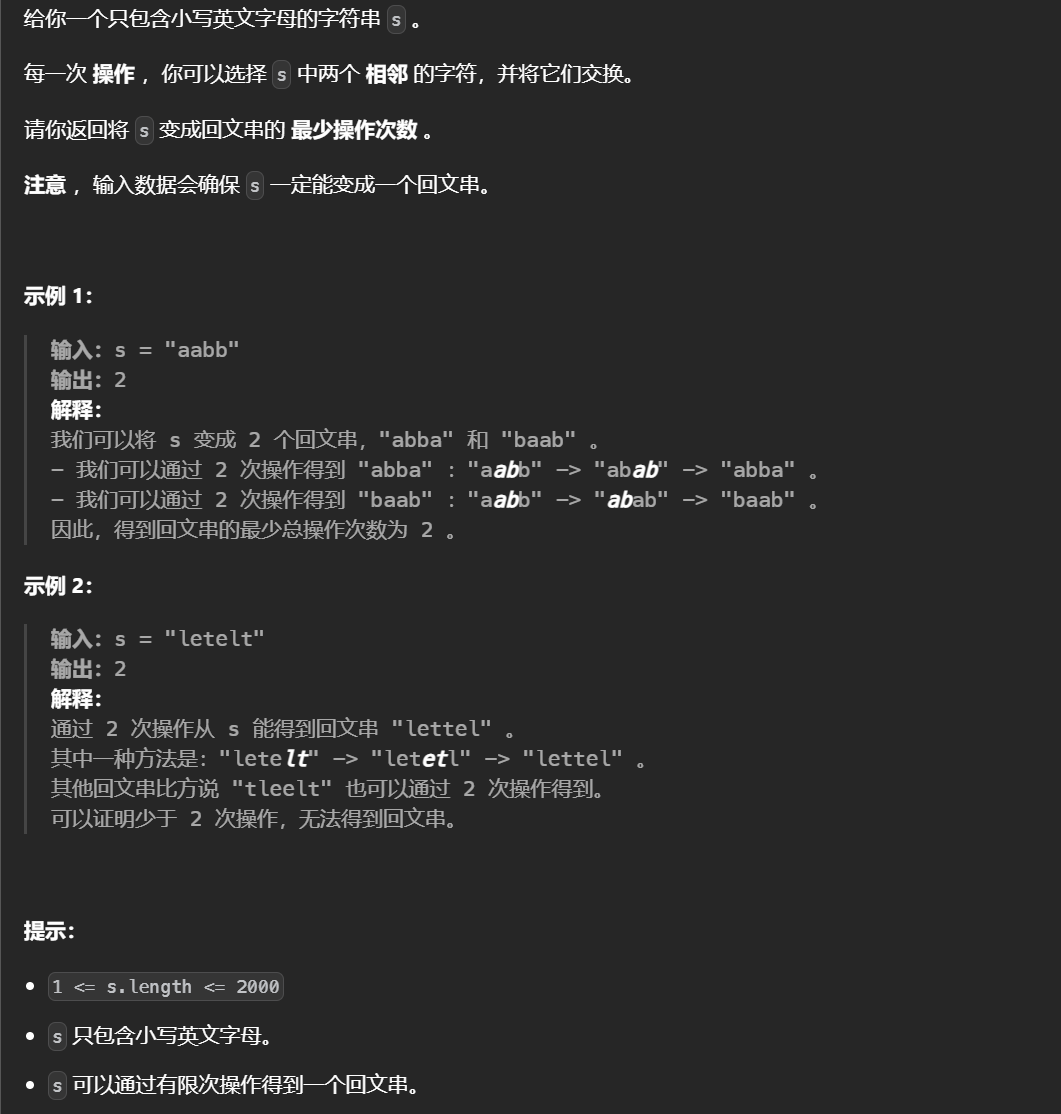 给你一个只包含小写英文字母的字符串 s 。
每一次 操作 ，你可以选择 s 中两个 相邻 的字符，并将它们交换。
请你返回将 s 变成回文串的 最少操作次数 。
注意 ，输入数据会确保 s 一定能变成一个回文串。
示例 1：
输入：s = "aabb"
输出：2
解释：
我们可以将 s 变成 2 个回文串，"abba" 和 "baab" 。
- 我们可以通过 2 次操作得到 "abba" ："aabb" -> "abab" -> "abba" 。
- 我们可以通过 2 次操作得到 "baab" ："aabb" -> "abab" -> "baab" 。
因此，得到回文串的最少总操作次数为 2 。
示例 2：
输入：s = "letelt"
输出：2
解释：
通过 2 次操作从 s 能得到回文串 "lettel" 。
其中一种方法是："letelt" -> "letetl" -> "lettel" 。
其他回文串比方说 "tleelt" 也可以通过 2 次操作得到。
可以证明少于 2 次操作，无法得到回文串。
提示：
• 1 <= s.length <= 2000
• s 只包含小写英文字母。
• s 可以通过有限次操作得到一个回文串。